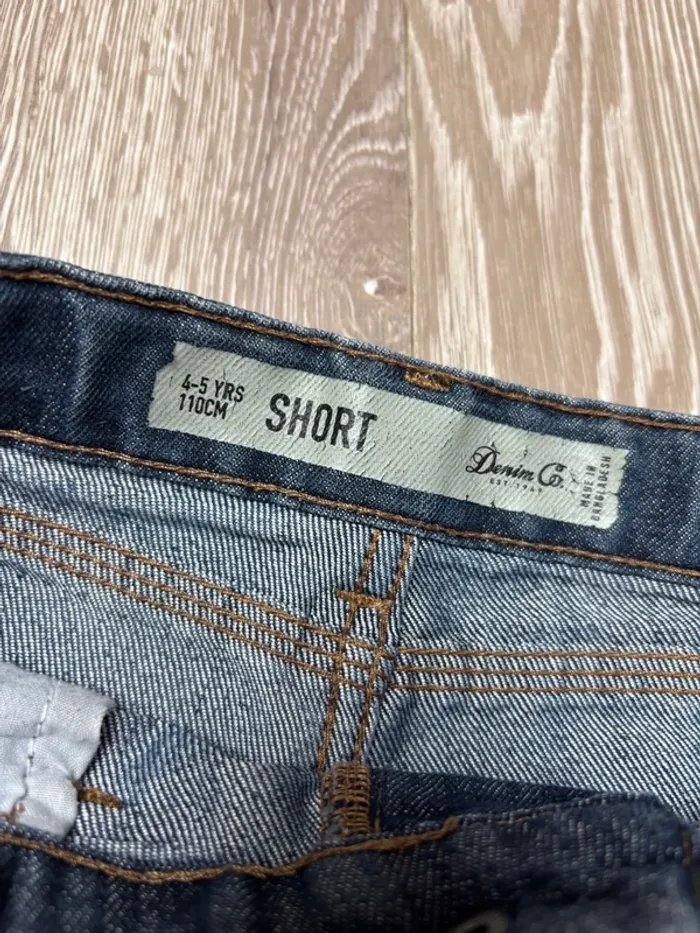 4-5 YRS
110CM
SHORT
Denim Co.
EST. 1969
MADE IN
BANGLADESH